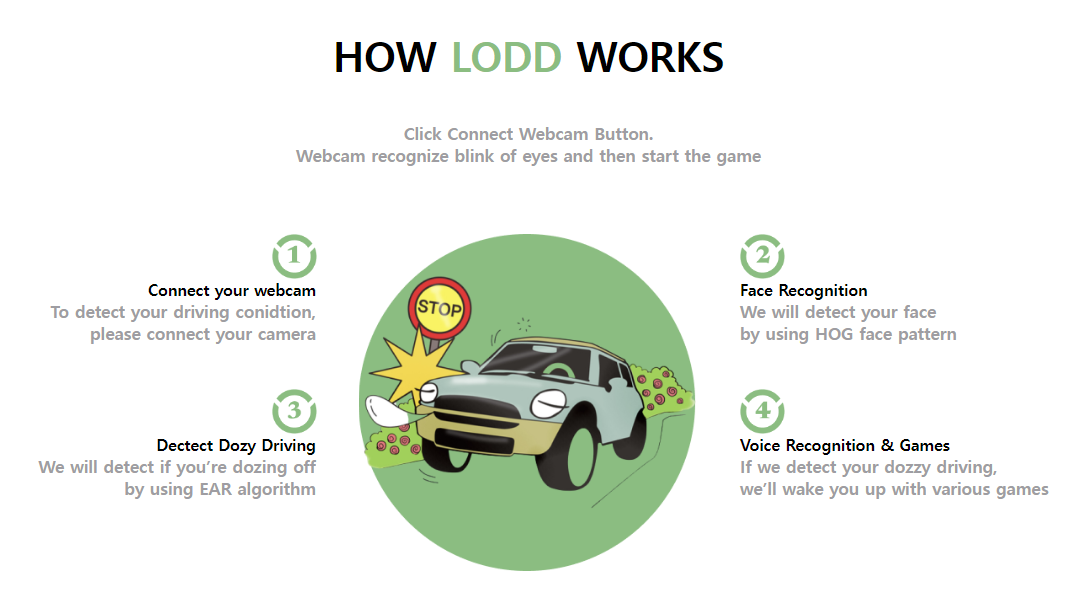 HOW LODD WORKS
Click Connect Webcam Button.
Webcam recognize blink of eyes and then start the game
1
Connect your webcam
To detect your driving conidtion,
please connect your camera
2
Face Recognition
We will detect your face
by using HOG face pattern
STOP
3
Dectect Dozy Driving
We will detect if you're dozing off
by using EAR algorithm
4
Voice Recognition & Games
If we detect your dozzy driving,
we'll wake you up with various games